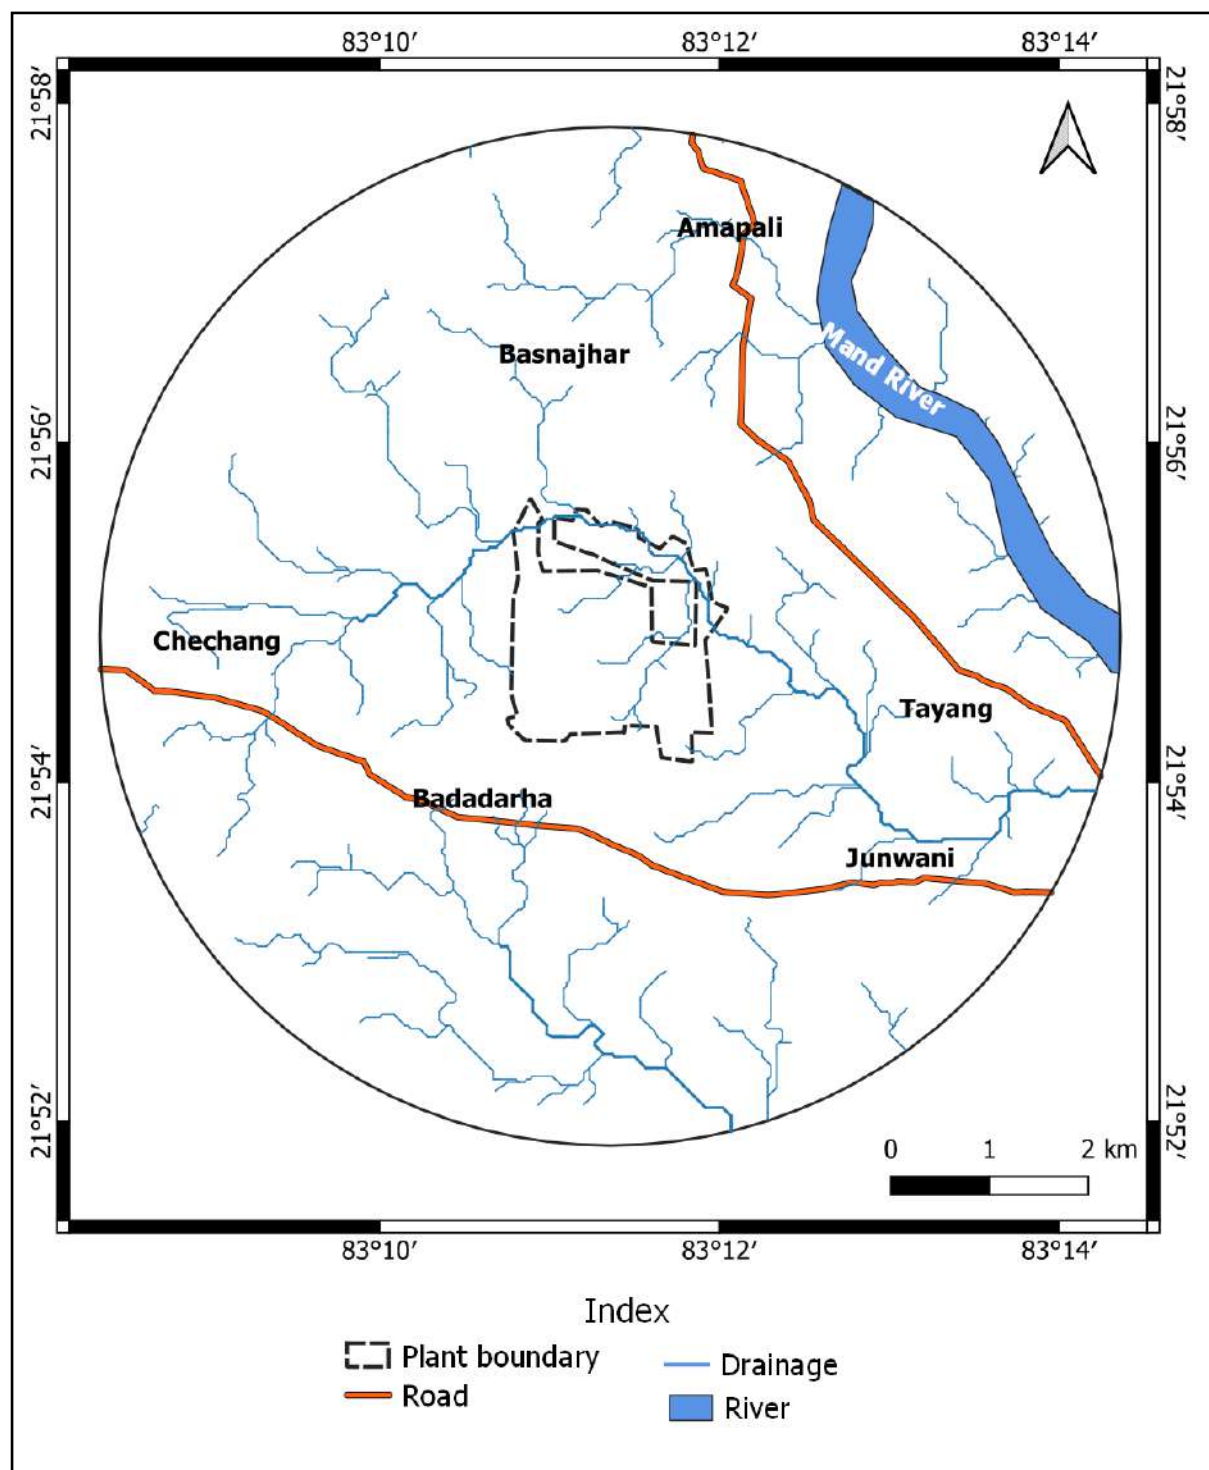 83°10′ 83°12′ 83°14′
21°58′
21°58′
Amapali
Mand River
Basnajhar
21°56′
21°56′
Chechang
Tayang
21°54′
21°54′
Badadarha
Junwani
21°52′
21°52′
0 1 2 km
83°10′ 83°12′ 83°14′
Index
Plant boundary
Drainage
Road
River